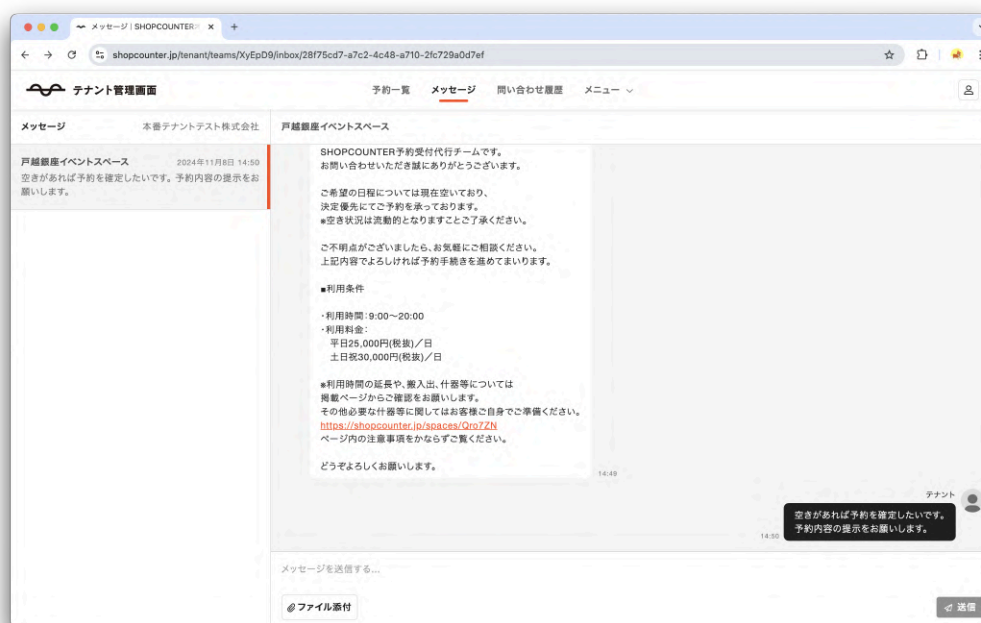 メッセージ | SHOPCOUNTER
shopcounter.jp/tenant/teams/XyEpD9/inbox/28f75cd7-a7c2-4c48-a710-2fc729a0d7ef
テナント管理画面
予約一覧
メッセージ
問い合わせ履歴
メニュー
メッセージ
本番テナントテスト株式会社
戸越銀座イベントスペース
戸越銀座イベントスペース
2024年11月8日 14:50
空きがあれば予約を確定したいです。予約内容の提示をお
願いします。
SHOPCOUNTER予約受付代行チームです。
お問い合わせいただき誠にありがとうございます。
ご希望の日程については現在空いており、
決定優先にてご予約を承っております。
※空き状況は流動的となりますことご了承ください。
ご不明点がございましたら、お気軽にご相談ください。
上記内容でよろしければ予約手続きを進めてまいります。
■利用条件
・利用時間：9:00〜20:00
・利用料金：
平日25,000円(税抜)／日
土日祝30,000円(税抜)／日
※利用時間の延長や、搬入出、什器等については
掲載ページからご確認をお願いします。
その他必要な什器等に関してはお客様ご自身でご準備ください。
https://shopcounter.jp/spaces/Qro7ZN
ページ内の注意事項をかならずご覧ください。
どうぞよろしくお願いします。
14:49
テナント
空きがあれば予約を確定したいです。
予約内容の提示をお願いします。
14:50
メッセージを送信する...
ファイル添付
送信